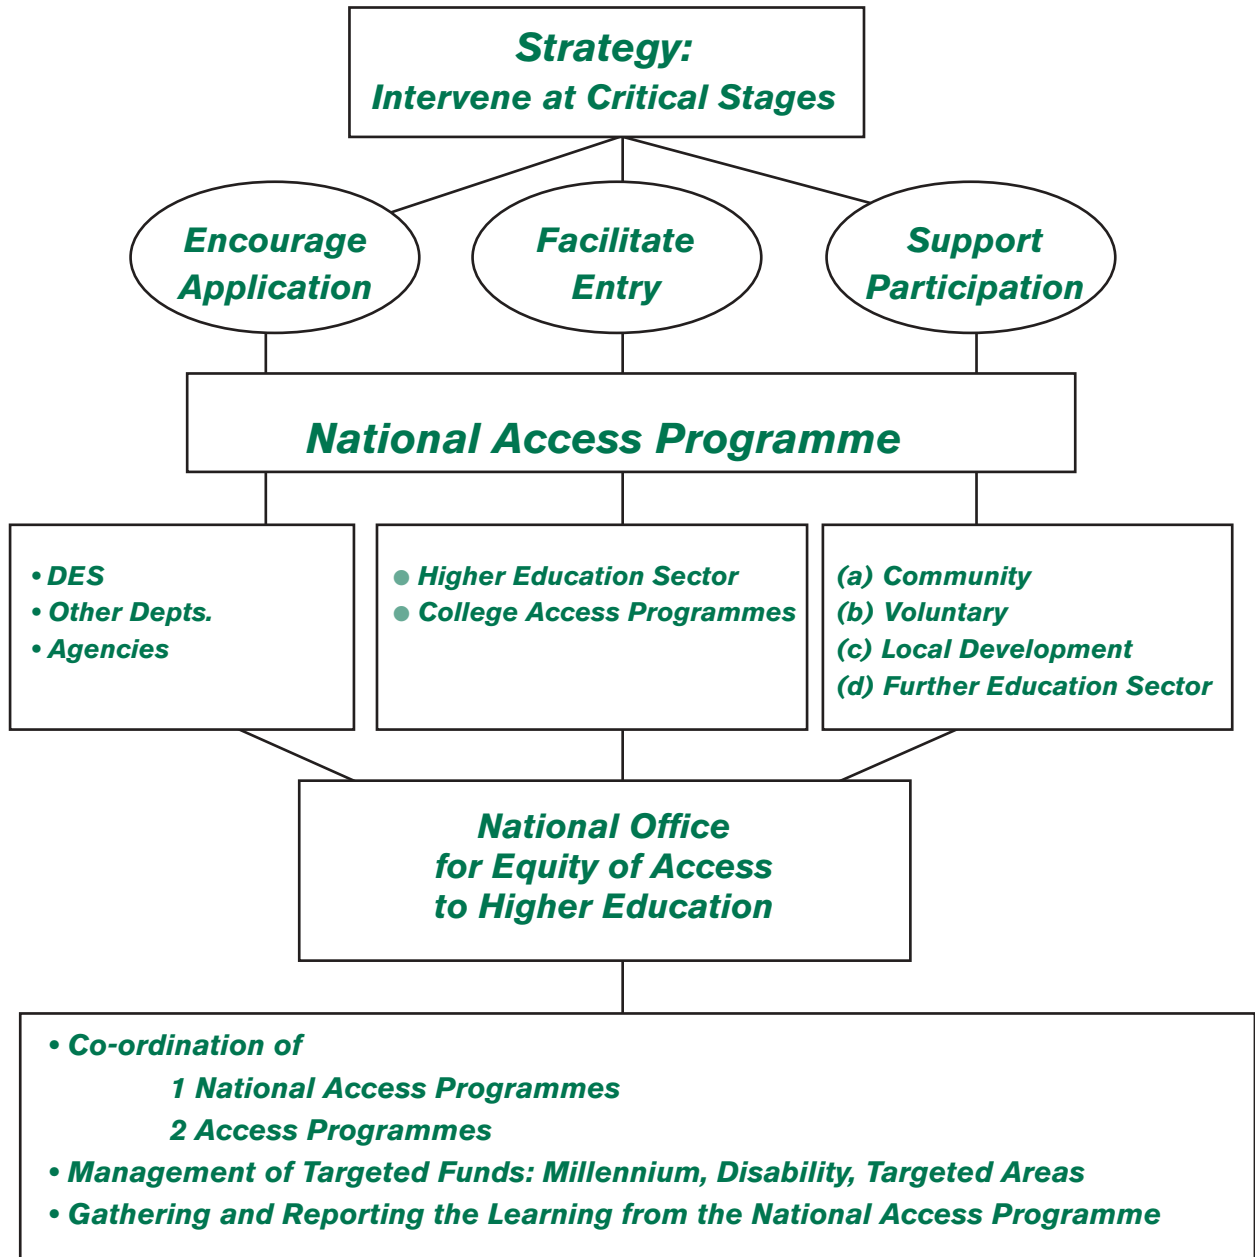 Strategy:
Intervene at Critical Stages
Encourage
Application
Facilitate
Entry
Support
Participation
National Access Programme
• DES
• Other Depts.
• Agencies
● Higher Education Sector
● College Access Programmes
(a) Community
(b) Voluntary
(c) Local Development
(d) Further Education Sector
National Office
for Equity of Access
to Higher Education
• Co-ordination of
1 National Access Programmes
2 Access Programmes
• Management of Targeted Funds: Millennium, Disability, Targeted Areas
• Gathering and Reporting the Learning from the National Access Programme